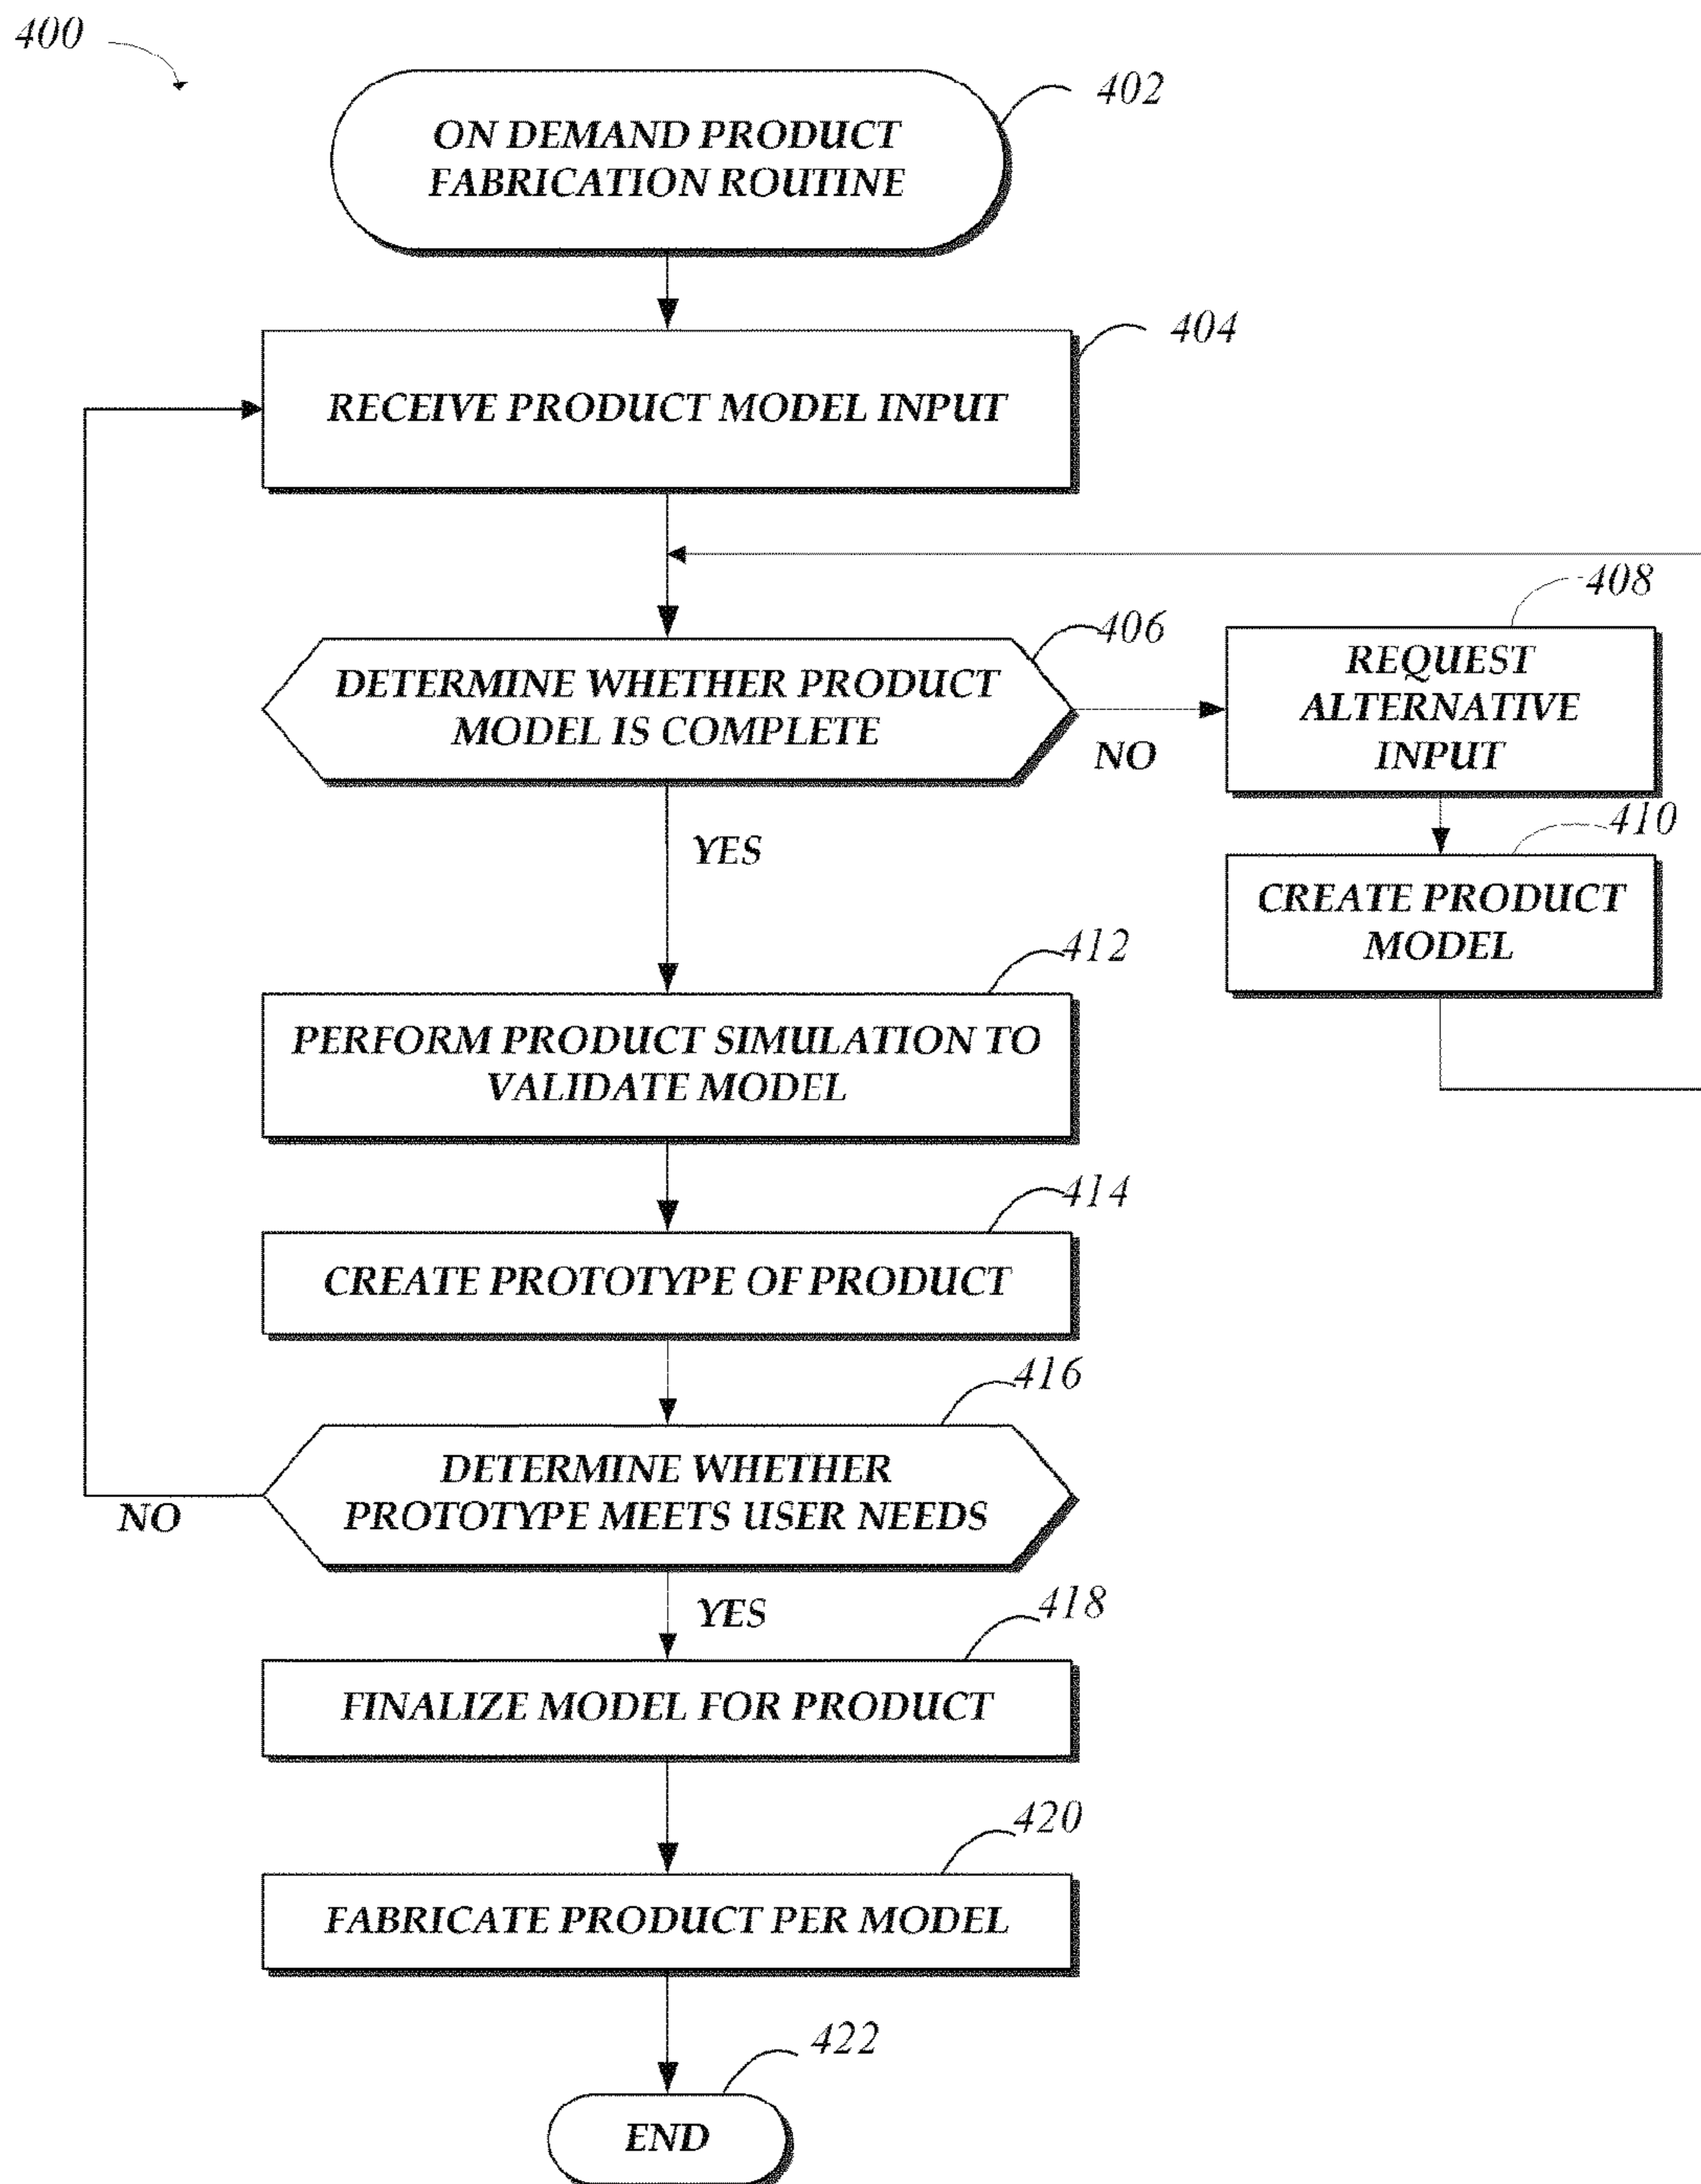 400
402
ON DEMAND PRODUCT
FABRICATION ROUTINE
404
RECEIVE PRODUCT MODEL INPUT
406
DETERMINE WHETHER PRODUCT
MODEL IS COMPLETE
NO
408
REQUEST
ALTERNATIVE
INPUT
410
CREATE PRODUCT
MODEL
YES
412
PERFORM PRODUCT SIMULATION TO
VALIDATE MODEL
414
CREATE PROTOTYPE OF PRODUCT
416
DETERMINE WHETHER
PROTOTYPE MEETS USER NEEDS
NO
YES
418
FINALIZE MODEL FOR PRODUCT
420
FABRICATE PRODUCT PER MODEL
422
END